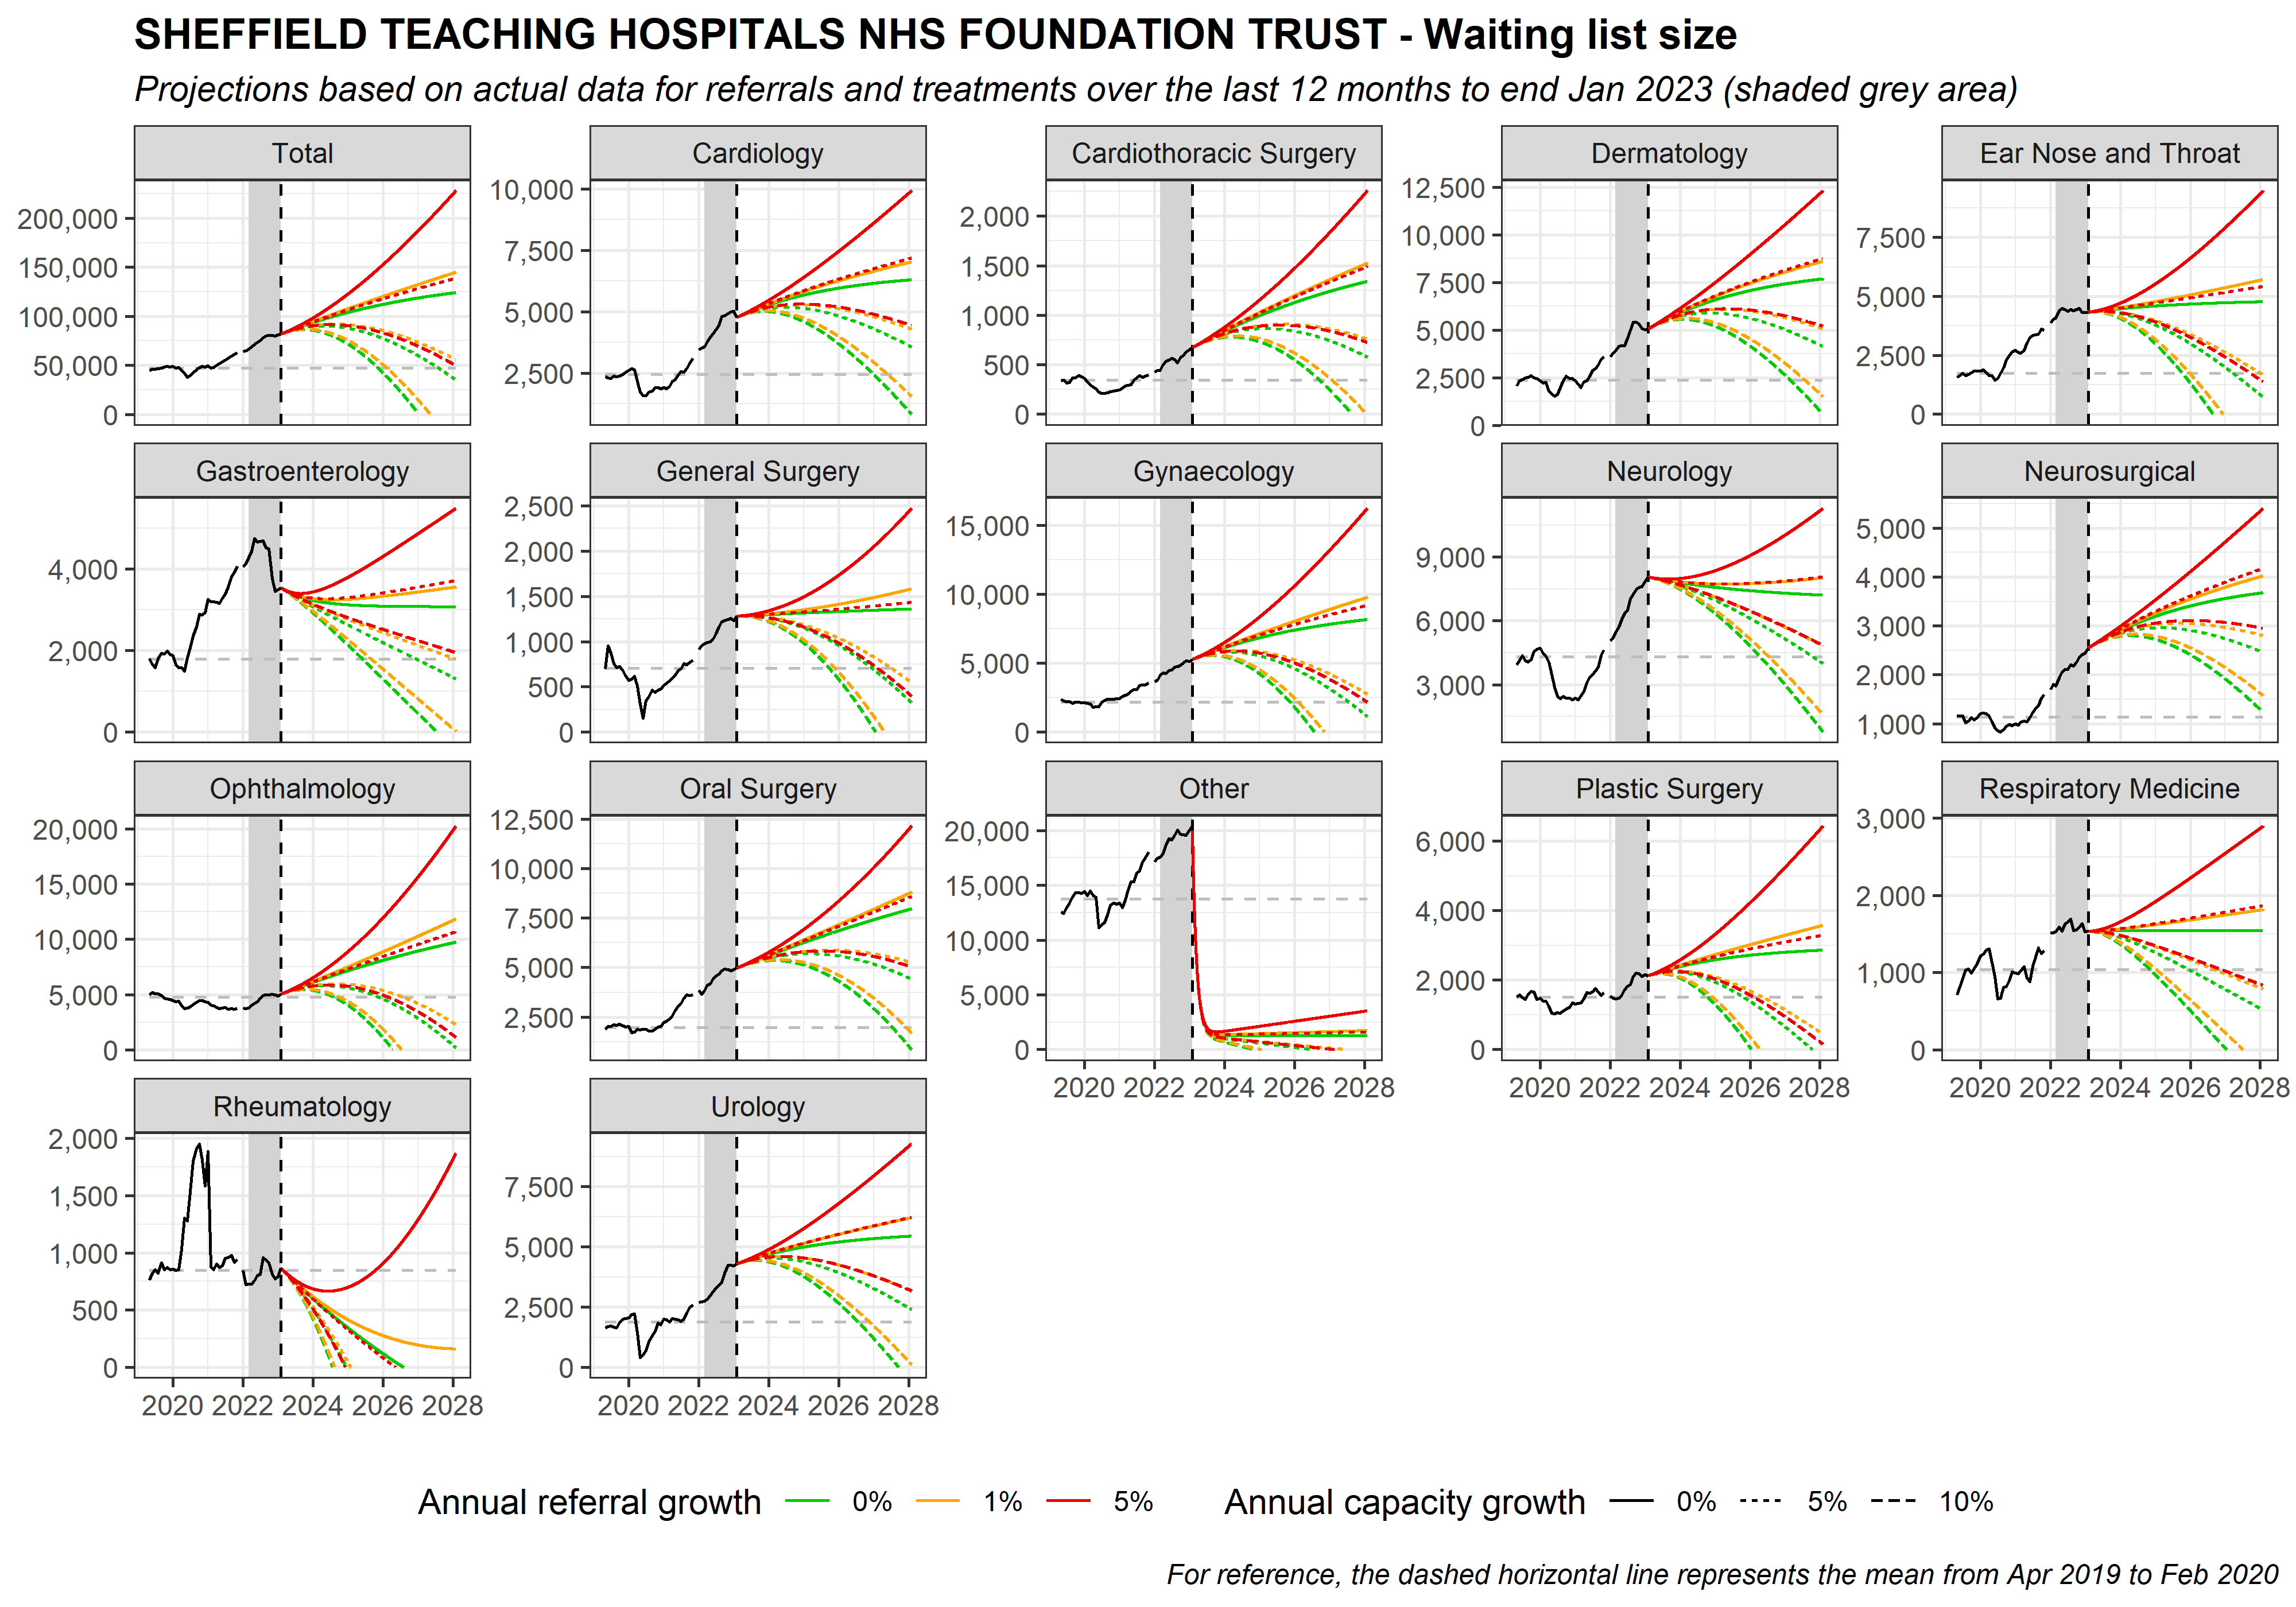 SHEFFIELD TEACHING HOSPITALS NHS FOUNDATION TRUST - Waiting list size
Projections based on actual data for referrals and treatments over the last 12 months to end Jan 2023 (shaded grey area)
Total
200,000
150,000
100,000
50,000
0
Cardiology
10,000
7,500
5,000
2,500
Cardiothoracic Surgery
2,000
1,500
1,000
500
0
Dermatology
12,500
10,000
7,500
5,000
2,500
0
Ear Nose and Throat
7,500
5,000
2,500
0
Gastroenterology
4,000
2,000
0
General Surgery
2,500
2,000
1,500
1,000
500
0
Gynaecology
15,000
10,000
5,000
0
Neurology
9,000
6,000
3,000
Neurosurgical
5,000
4,000
3,000
2,000
1,000
Ophthalmology
20,000
15,000
10,000
5,000
0
Oral Surgery
12,500
10,000
7,500
5,000
2,500
Other
20,000
15,000
10,000
5,000
0
2020 2022 2024 2026 2028
Plastic Surgery
6,000
4,000
2,000
0
2020 2022 2024 2026 2028
Respiratory Medicine
3,000
2,000
1,000
0
2020 2022 2024 2026 2028
Rheumatology
2,000
1,500
1,000
500
0
2020 2022 2024 2026 2028
Urology
7,500
5,000
2,500
0
2020 2022 2024 2026 2028
Annual referral growth 0% 1% 5% Annual capacity growth 0% 5% 10%
For reference, the dashed horizontal line represents the mean from Apr 2019 to Feb 2020